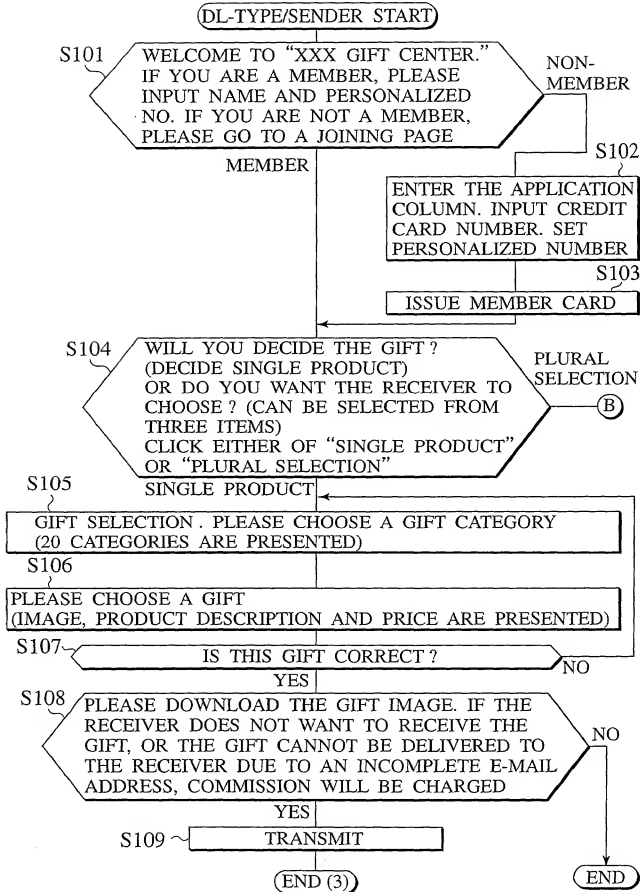 DL-TYPE/SENDER START
S101
WELCOME TO “XXX GIFT CENTER.”
IF YOU ARE A MEMBER, PLEASE
INPUT NAME AND PERSONALIZED
NO. IF YOU ARE NOT A MEMBER,
PLEASE GO TO A JOINING PAGE
NON-
MEMBER
MEMBER
S102
ENTER THE APPLICATION
COLUMN. INPUT CREDIT
CARD NUMBER. SET
PERSONALIZED NUMBER
S103
ISSUE MEMBER CARD
S104
WILL YOU DECIDE THE GIFT ?
(DECIDE SINGLE PRODUCT)
OR DO YOU WANT THE RECEIVER TO
CHOOSE ? (CAN BE SELECTED FROM
THREE ITEMS)
CLICK EITHER OF “SINGLE PRODUCT”
OR “PLURAL SELECTION”
PLURAL
SELECTION
B
SINGLE PRODUCT
S105
GIFT SELECTION . PLEASE CHOOSE A GIFT CATEGORY
(20 CATEGORIES ARE PRESENTED)
S106
PLEASE CHOOSE A GIFT
(IMAGE, PRODUCT DESCRIPTION AND PRICE ARE PRESENTED)
S107
IS THIS GIFT CORRECT ?
NO
YES
S108
PLEASE DOWNLOAD THE GIFT IMAGE. IF THE
RECEIVER DOES NOT WANT TO RECEIVE THE
GIFT, OR THE GIFT CANNOT BE DELIVERED TO
THE RECEIVER DUE TO AN INCOMPLETE E-MAIL
ADDRESS, COMMISSION WILL BE CHARGED
NO
YES
S109
TRANSMIT
END (3)
END